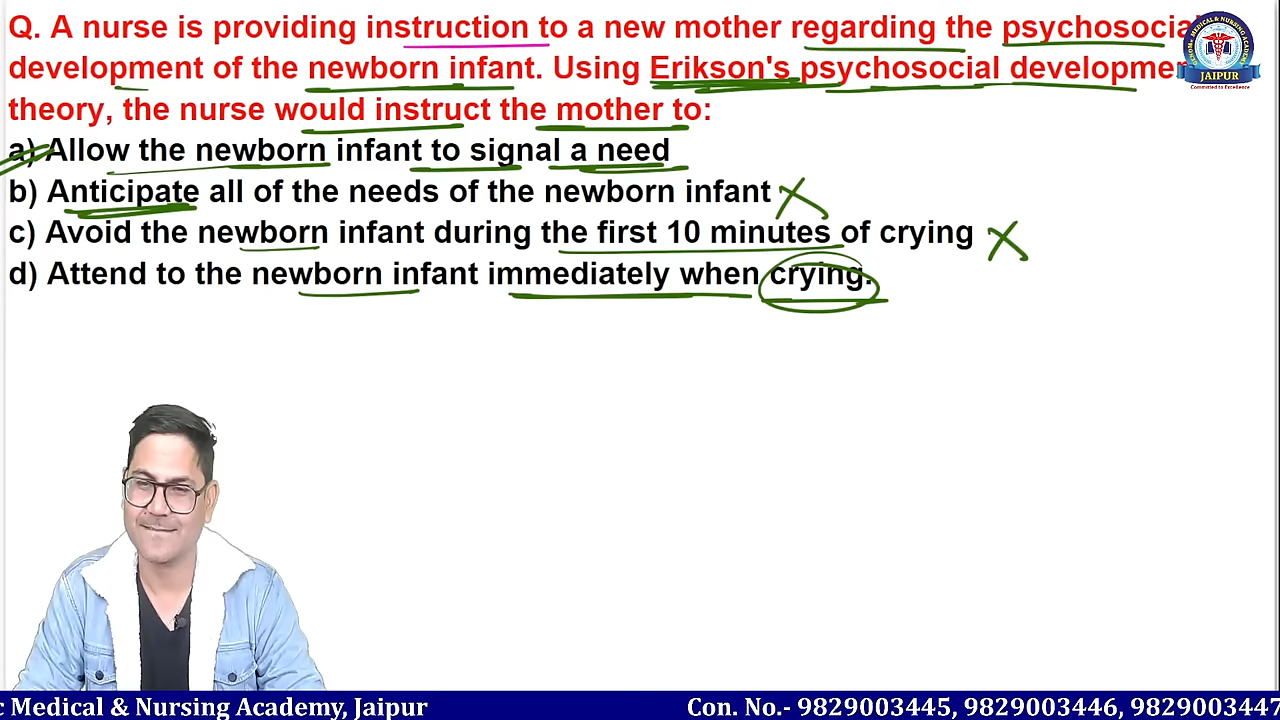 Q. A nurse is providing instruction to a new mother regarding the psychosocial
development of the newborn infant. Using Erikson's psychosocial
theory, the nurse would instruct the mother to:
a) Allow the newborn infant to signal a need
b) Anticipate all of the needs of the newborn infant
c) Avoid the newborn infant during the first 10 minutes of crying
d) Attend to the newborn infant immediately when crying.
JAIPUR
Committed to Excellence
Medical & Nursing Academy, Jaipur Con. No.- 9829003445, 9829003446, 9829003447